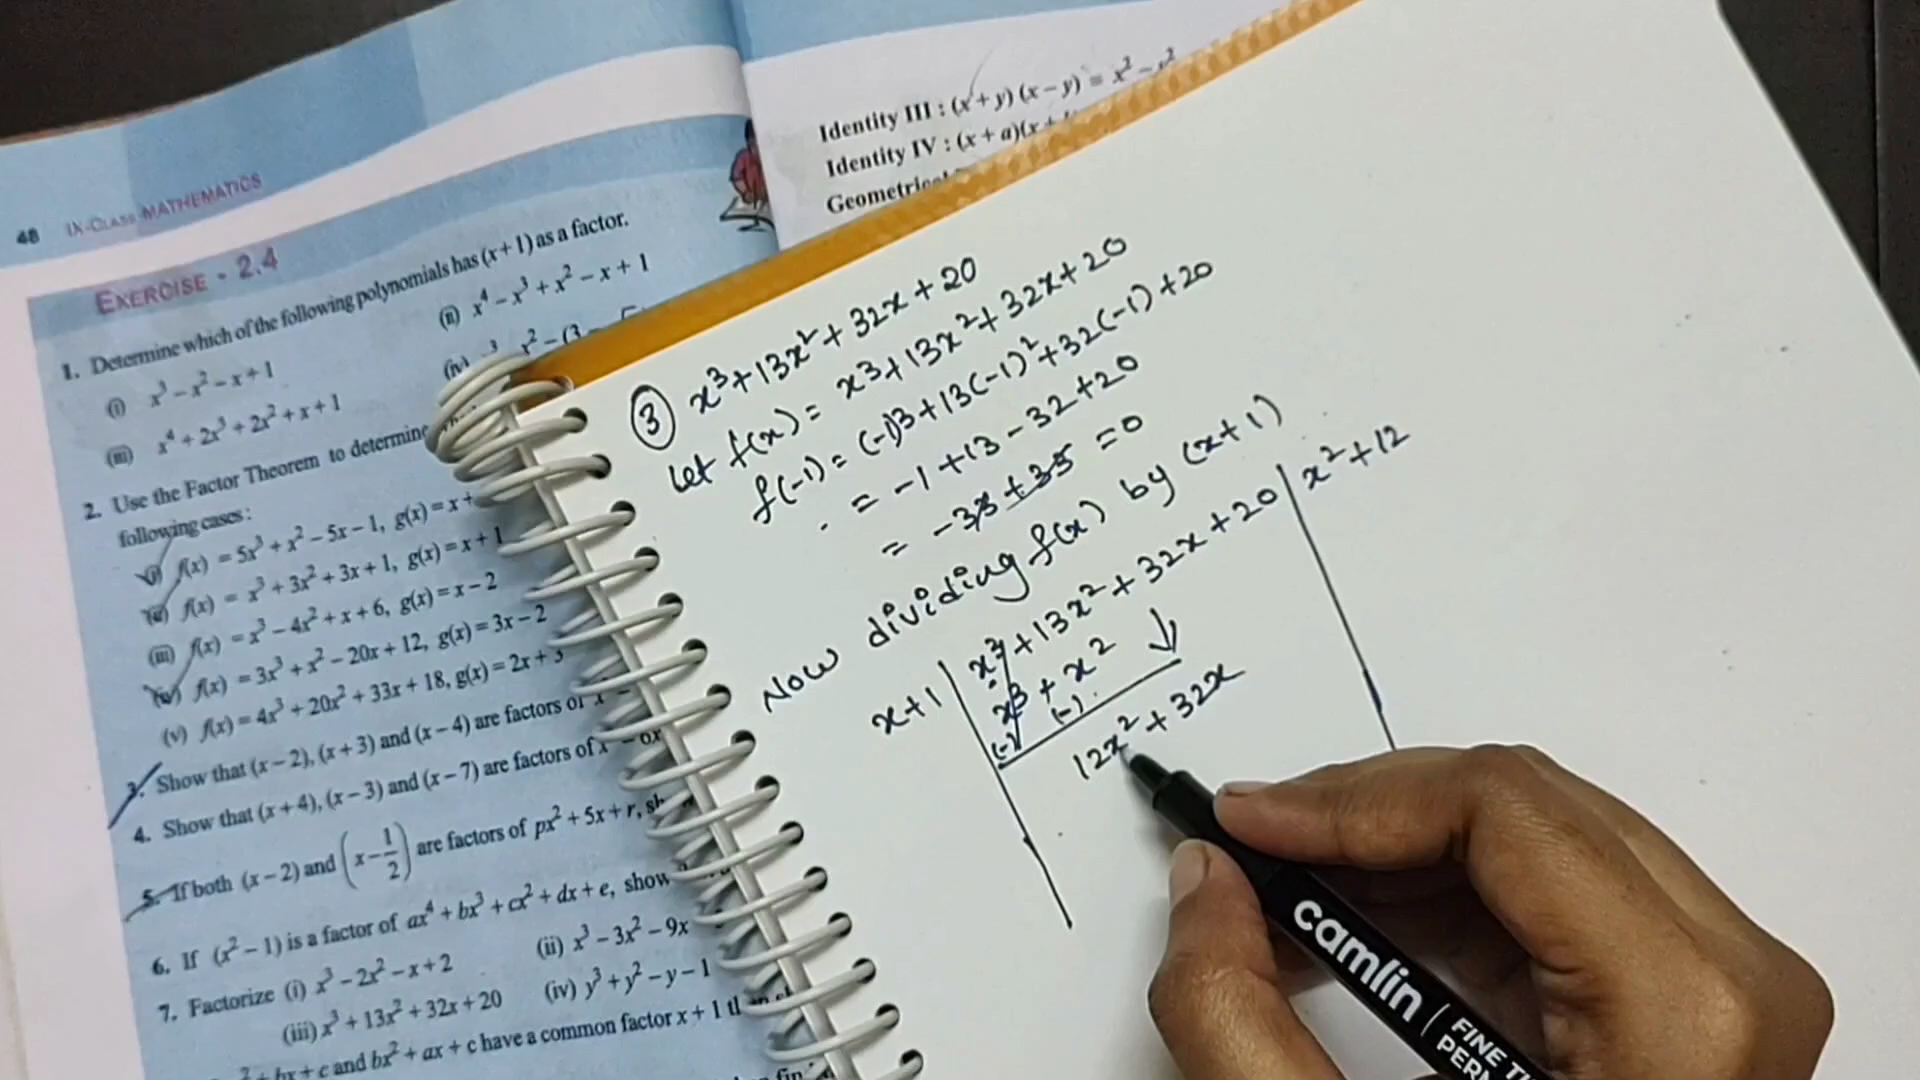 48 IX-CLASS MATHEMATICS
EXERCISE - 2.4
1. Determine which of the following polynomials has (x + 1) as a factor.
(i) x³ − x² − x + 1 (ii) x⁴ − x³ + x² − x + 1
(iii) x⁴ + 2x³ + 2x² + x + 1 (iv)
2. Use the Factor Theorem to determine
following cases :
(i) f(x) = 5x³ + x² − 5x − 1, g(x) = x +
(ii) f(x) = x³ + 3x² + 3x + 1, g(x) = x + 1
(iii) f(x) = x³ − 4x² + x + 6, g(x) = x − 2
(iv) f(x) = 3x³ + x² − 20x + 12, g(x) = 3x − 2
(v) f(x) = 4x³ + 20x² + 33x + 18, g(x) = 2x + 3
3. Show that (x − 2), (x + 3) and (x − 4) are factors of
4. Show that (x + 4), (x − 3) and (x − 7) are factors of x³ − 6x
5. If both (x − 2) and (x − 1/2) are factors of px² + 5x + r, sh
6. If (x² − 1) is a factor of ax⁴ + bx³ + cx² + dx + e, show
7. Factorize (i) x³ − 2x² − x + 2 (ii) x³ − 3x² − 9x
(iii) x³ + 13x² + 32x + 20 (iv) y³ + y² − y − 1
+ bx + c and bx² + ax + c have a common factor x + 1
Identity III : (x + y) (x − y) = x² −
Identity IV : (x + a)(x +
③ x³+13x²+32x+20
Let f(x) = x³+13x²+32x+20
f(-1) = (-1)3+13(-1)²+32(-1)+20
= -1+13-32+20
= -33+35 =0
Now dividing f(x) by (x+1)
x+1 x³+13x²+32x+20 x²+12
x³+x²
(-) (-)
12x²+32x
camlin
FINE
PERM